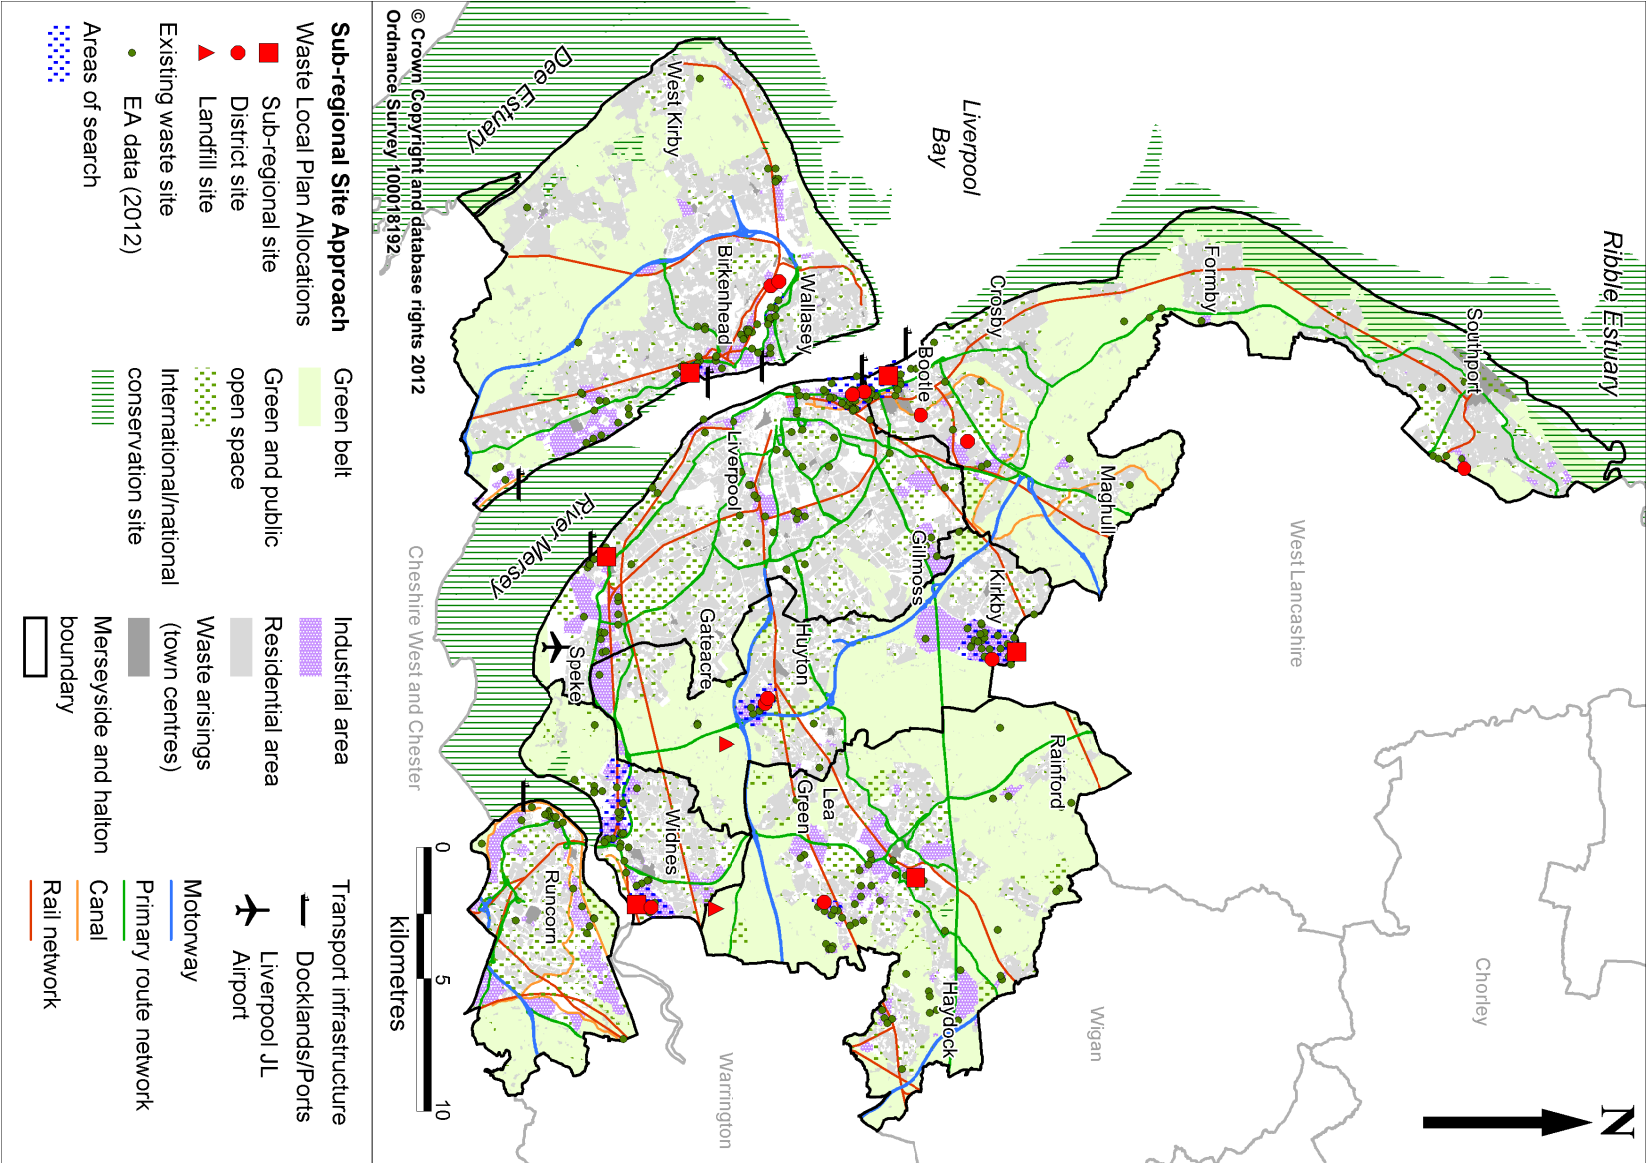 Ribble Estuary
Southport
Formby
Liverpool
Bay
Crosby
Maghull
West Lancashire
Chorley
Bootle
Kirkby
Gillmoss
Rainford
Wigan
Wallasey
Birkenhead
West Kirby
Dee Estuary
Liverpool
Huyton
Gateacre
Lea
Green
Haydock
River Mersey
Speke
Widnes
Runcorn
Warrington
Cheshire West and Chester
N
0
5
10
kilometres
© Crown Copyright and database rights 2012
Ordnance Survey 100018192
Sub-regional Site Approach
Waste Local Plan Allocations
Sub-regional site
District site
Landfill site
Existing waste site
EA data (2012)
Areas of search
Green belt
Green and public
open space
International/national
conservation site
Industrial area
Residential area
Waste arisings
(town centres)
Merseyside and halton
boundary
Transport infrastructure
Docklands/Ports
Liverpool JL
Airport
Motorway
Primary route network
Canal
Rail network